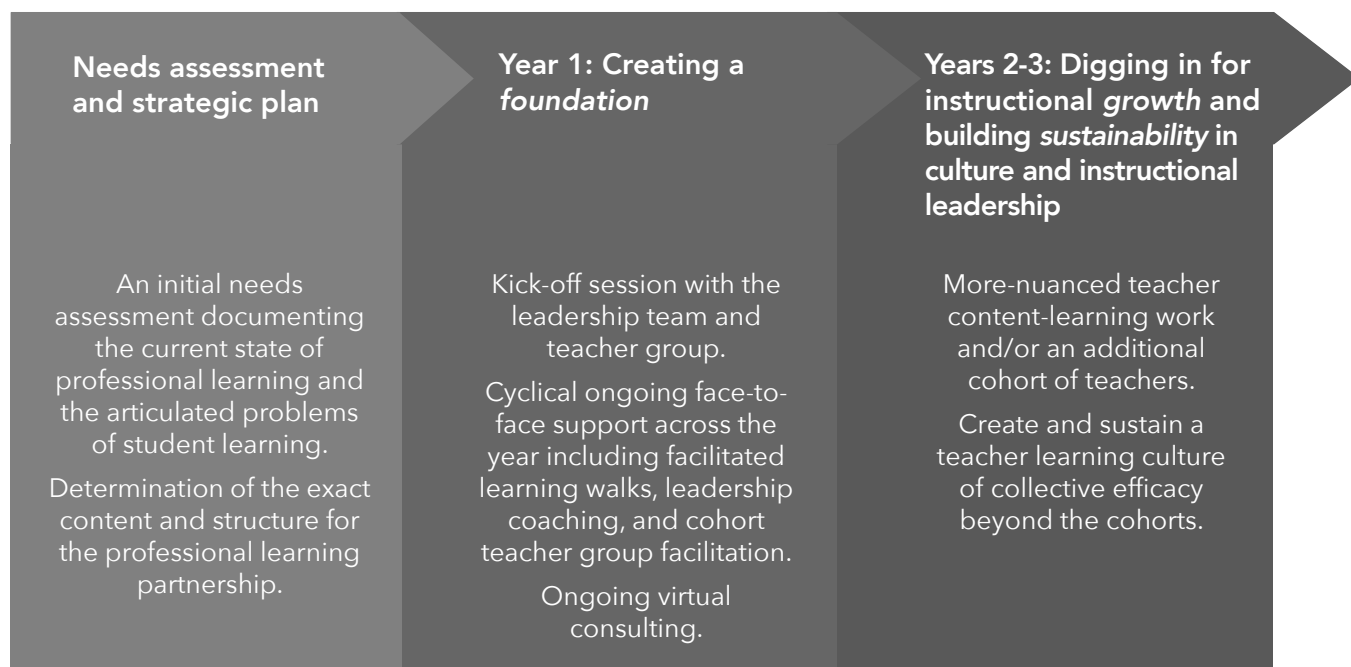 Needs assessment
and strategic plan
An initial needs
assessment documenting
the current state of
professional learning and
the articulated problems
of student learning.
Determination of the exact
content and structure for
the professional learning
partnership.
Year 1: Creating a
foundation
Kick-off session with the
leadership team and
teacher group.
Cyclical ongoing face-to-
face support across the
year including facilitated
learning walks, leadership
coaching, and cohort
teacher group facilitation.
Ongoing virtual
consulting.
Years 2-3: Digging in for
instructional growth and
building sustainability in
culture and instructional
leadership
More-nuanced teacher
content-learning work
and/or an additional
cohort of teachers.
Create and sustain a
teacher learning culture
of collective efficacy
beyond the cohorts.